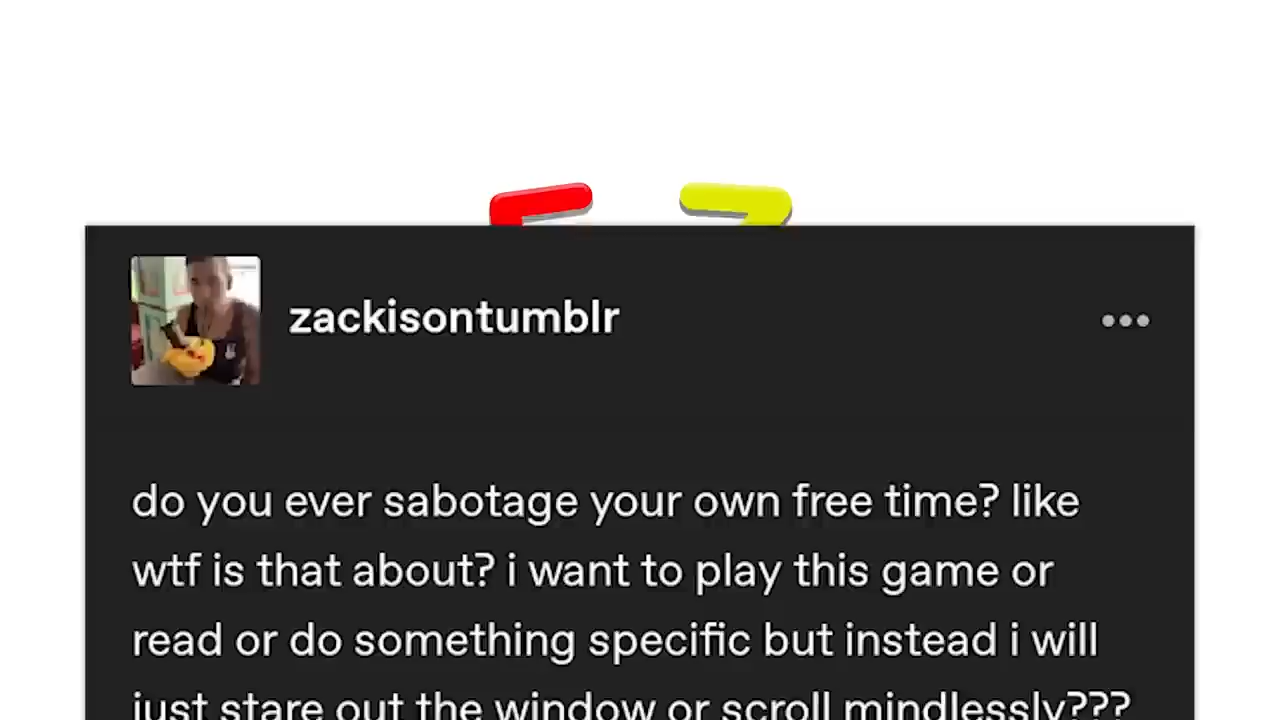 zackisontumblr
do you ever sabotage your own free time? like
wtf is that about? i want to play this game or
read or do something specific but instead i will
just stare out the window or scroll mindlessly???